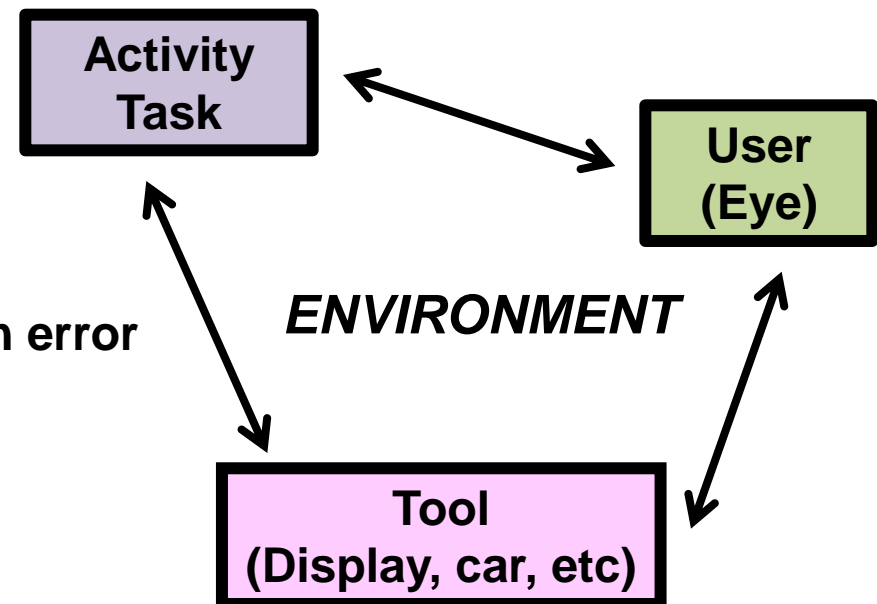 Activity
Task
User
(Eye)
ENVIRONMENT
error
Tool
(Display, car, etc)